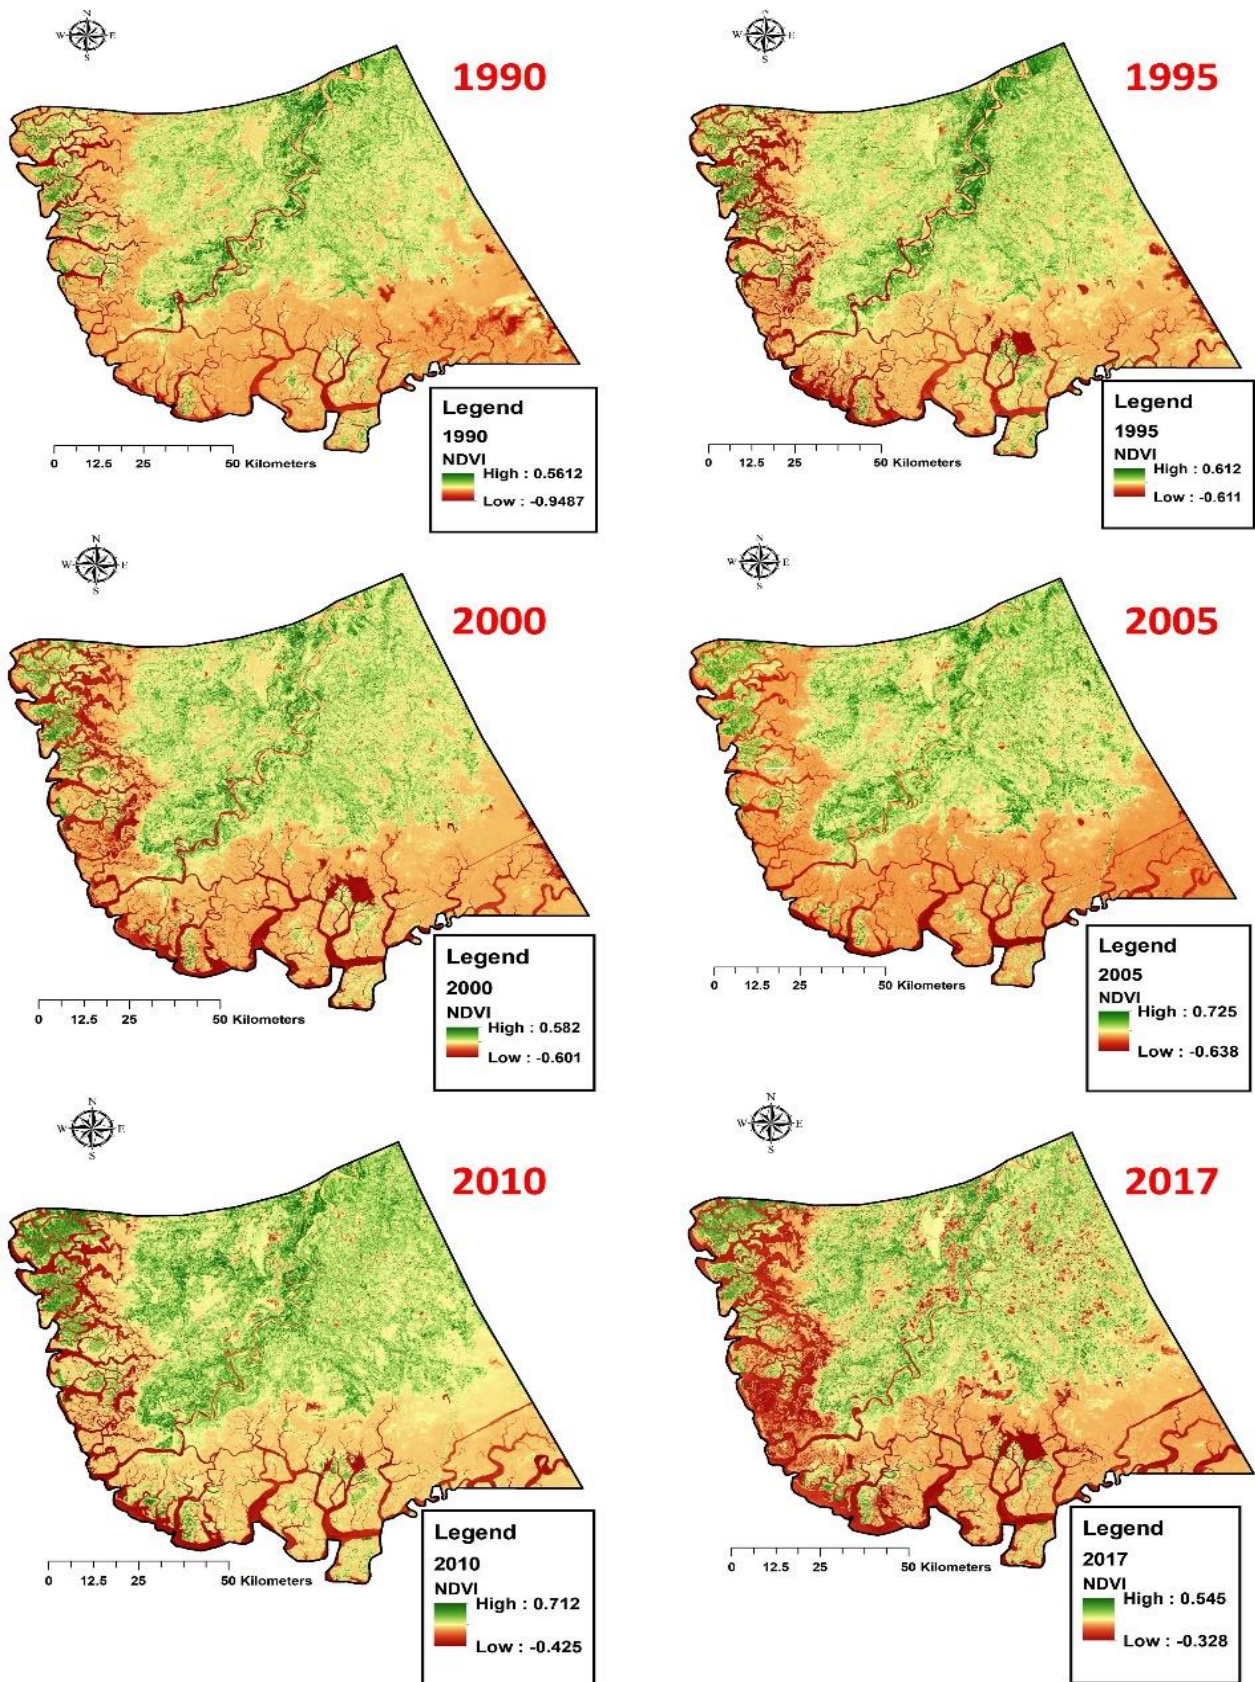 N
W E
S
1990
Legend
1990
NDVI
High : 0.5612
Low : -0.9487
0 12.5 25 50 Kilometers
N
W E
S
1995
Legend
1995
NDVI
High : 0.612
Low : -0.611
0 12.5 25 50 Kilometers
N
W E
S
2000
Legend
2000
NDVI
High : 0.582
Low : -0.601
0 12.5 25 50 Kilometers
N
W E
S
2005
Legend
2005
NDVI
High : 0.725
Low : -0.638
0 12.5 25 50 Kilometers
N
W E
S
2010
Legend
2010
NDVI
High : 0.712
Low : -0.425
0 12.5 25 50 Kilometers
N
W E
S
2017
Legend
2017
NDVI
High : 0.545
Low : -0.328
0 12.5 25 50 Kilometers